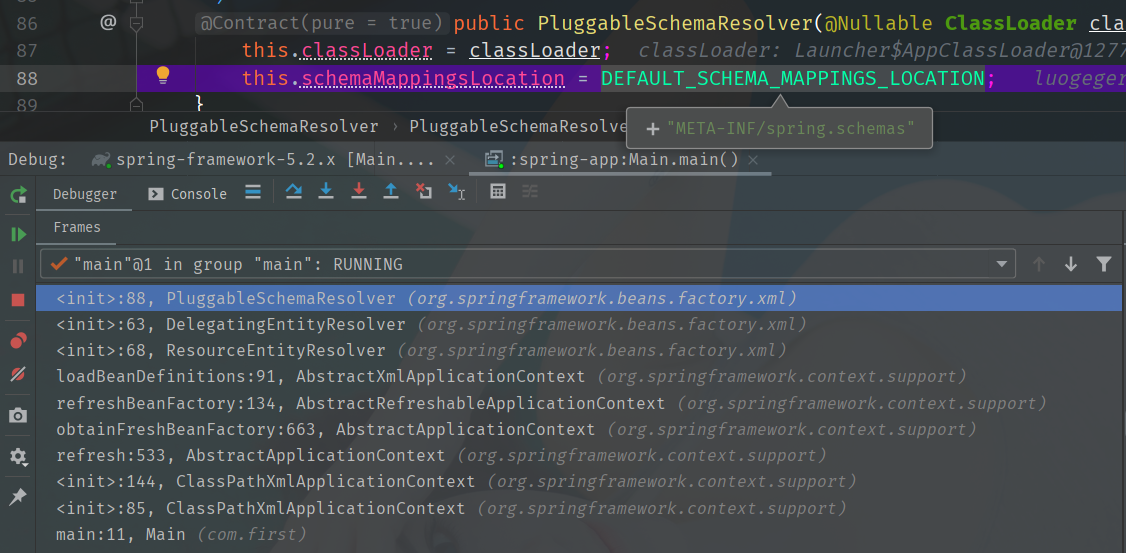 86 @ @Contract(pure = true) public PluggableSchemaResolver(@Nullable ClassLoader cla
87 this.classLoader = classLoader; classLoader: Launcher$AppClassLoader@1277
88 this.schemaMappingsLocation = DEFAULT_SCHEMA_MAPPINGS_LOCATION; luogeger
89 }
PluggableSchemaResolver › PluggableSchemaResolve
+ "META-INF/spring.schemas"
Debug: spring-framework-5.2.x [Main.... × :spring-app:Main.main() ×
Debugger Console
Frames
"main"@1 in group "main": RUNNING
<init>:88, PluggableSchemaResolver (org.springframework.beans.factory.xml)
<init>:63, DelegatingEntityResolver (org.springframework.beans.factory.xml)
<init>:68, ResourceEntityResolver (org.springframework.beans.factory.xml)
loadBeanDefinitions:91, AbstractXmlApplicationContext (org.springframework.context.support)
refreshBeanFactory:134, AbstractRefreshableApplicationContext (org.springframework.context.support)
obtainFreshBeanFactory:663, AbstractApplicationContext (org.springframework.context.support)
refresh:533, AbstractApplicationContext (org.springframework.context.support)
<init>:144, ClassPathXmlApplicationContext (org.springframework.context.support)
<init>:85, ClassPathXmlApplicationContext (org.springframework.context.support)
main:11, Main (com.first)